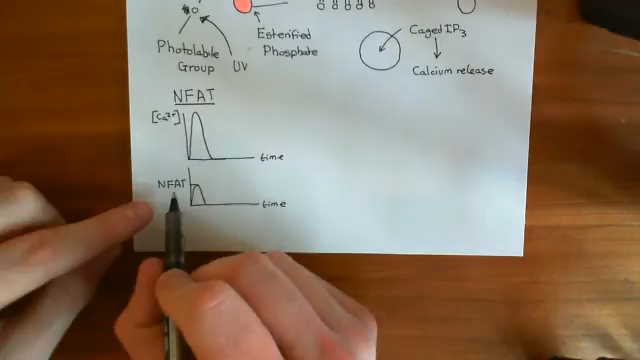 Photolabile
Group
UV
Esterified
Phosphate
Caged IP3
Calcium release
NFAT
[Ca2+]
time
NFAT
time